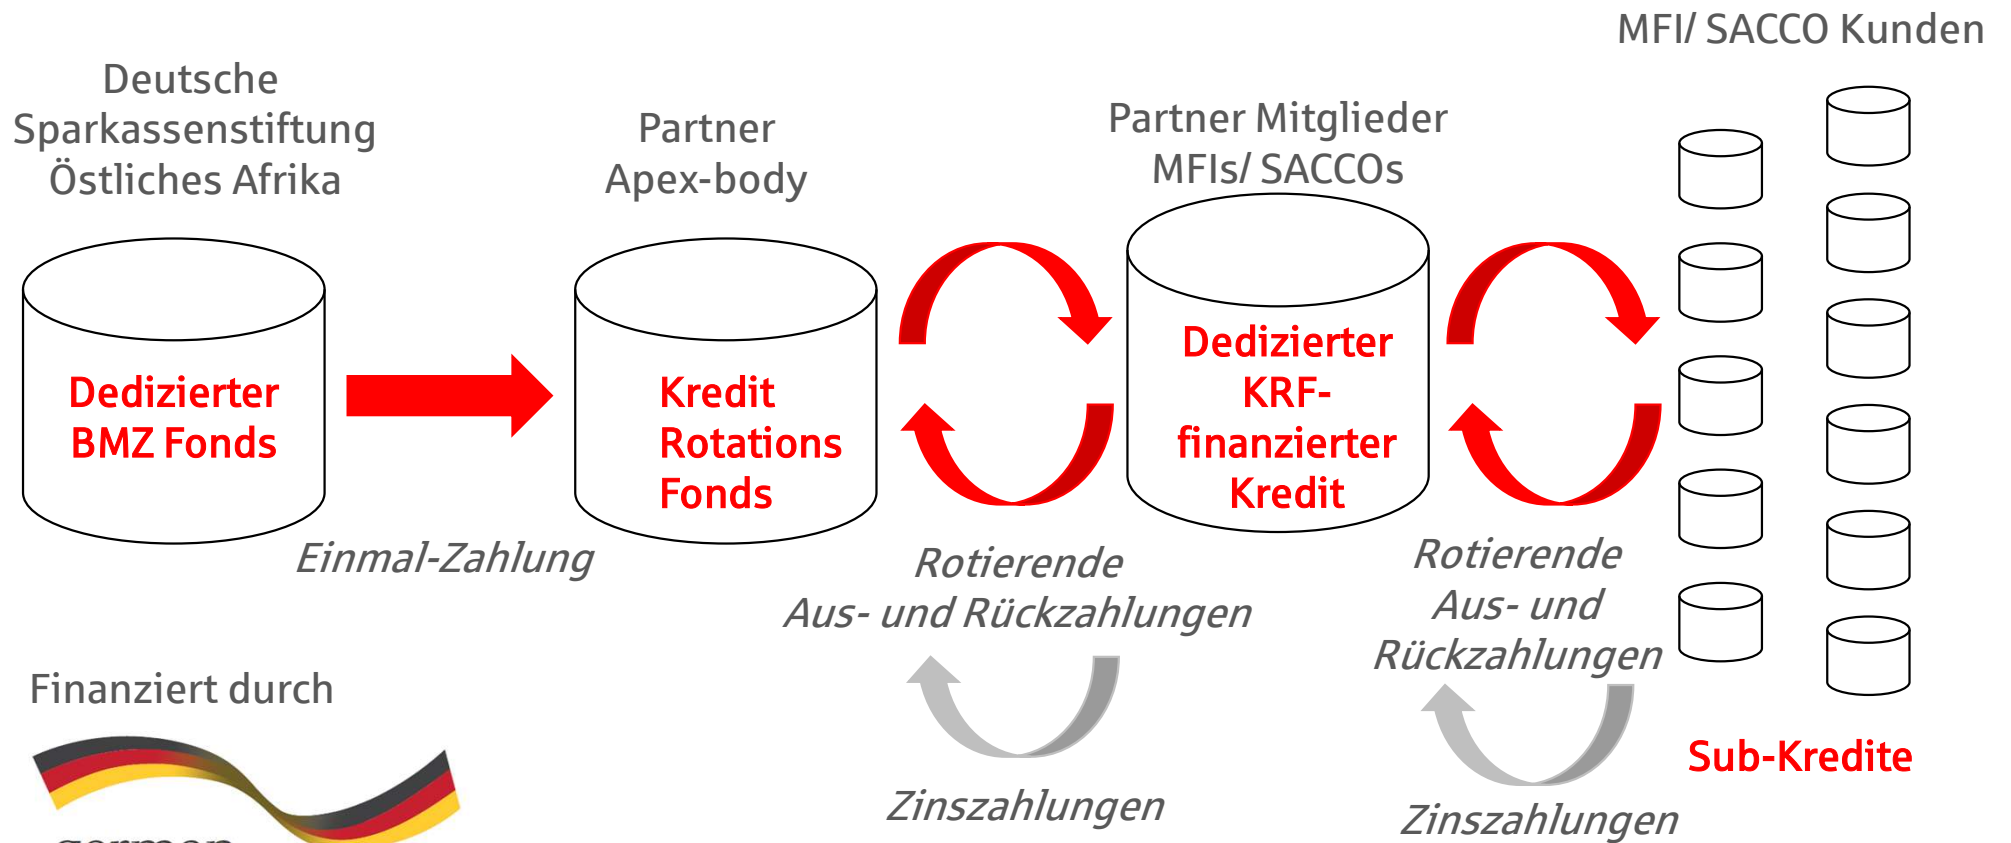 MFI/ SACCO Kunden
Deutsche
Sparkassenstiftung
Östliches Afrika
Partner
Apex-body
Partner Mitglieder
MFIs/ SACCOs
Dedizierter
BMZ Fonds
Kredit
Rotations
Fonds
Dedizierter
KRF-
finanzierter
Kredit
Einmal-Zahlung
Rotierende
Aus- und Rückzahlungen
Rotierende
Aus- und
Rückzahlungen
Finanziert durch
Zinszahlungen
Zinszahlungen
Sub-Kredite